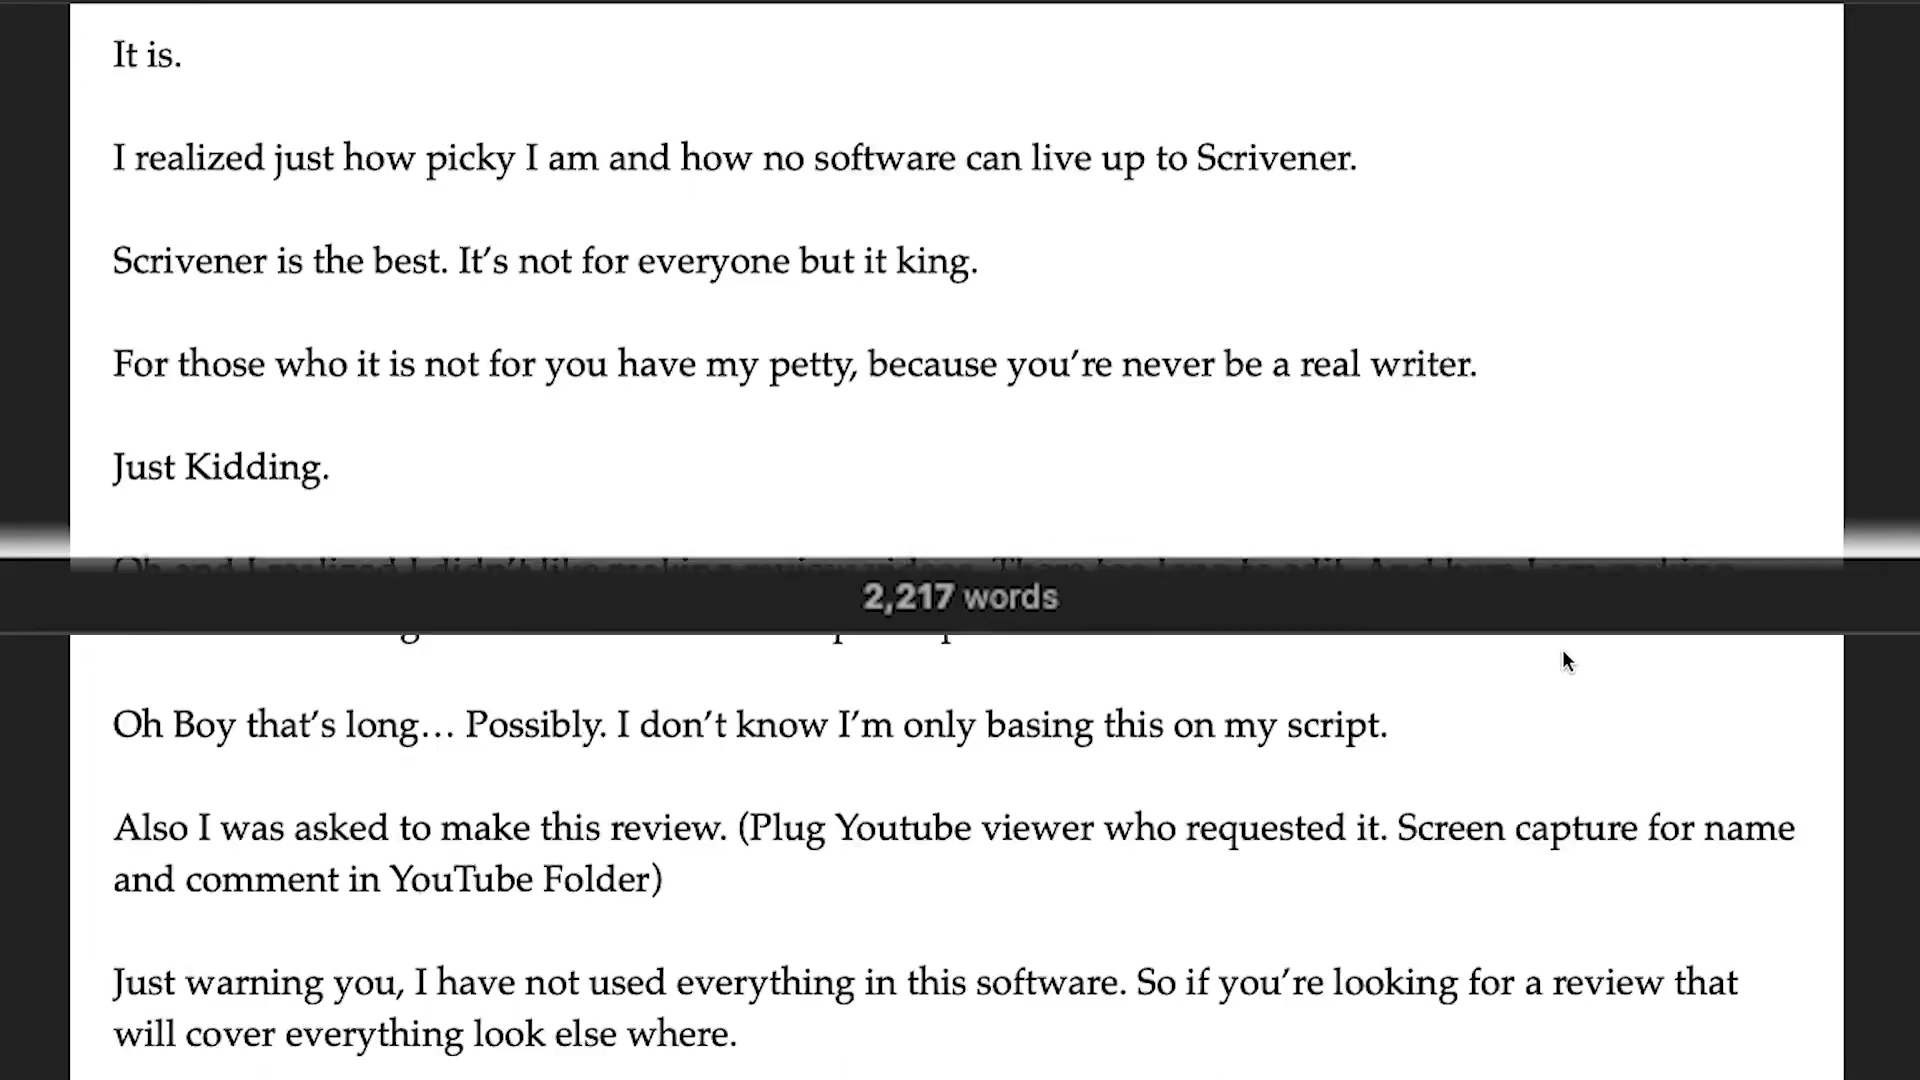 It is.
I realized just how picky I am and how no software can live up to Scrivener.
Scrivener is the best. It’s not for everyone but it king.
For those who it is not for you have my petty, because you’re never be a real writer.
Just Kidding.
2,217 words
Oh Boy that’s long… Possibly. I don’t know I’m only basing this on my script.
Also I was asked to make this review. (Plug Youtube viewer who requested it. Screen capture for name
and comment in YouTube Folder)
Just warning you, I have not used everything in this software. So if you’re looking for a review that
will cover everything look else where.